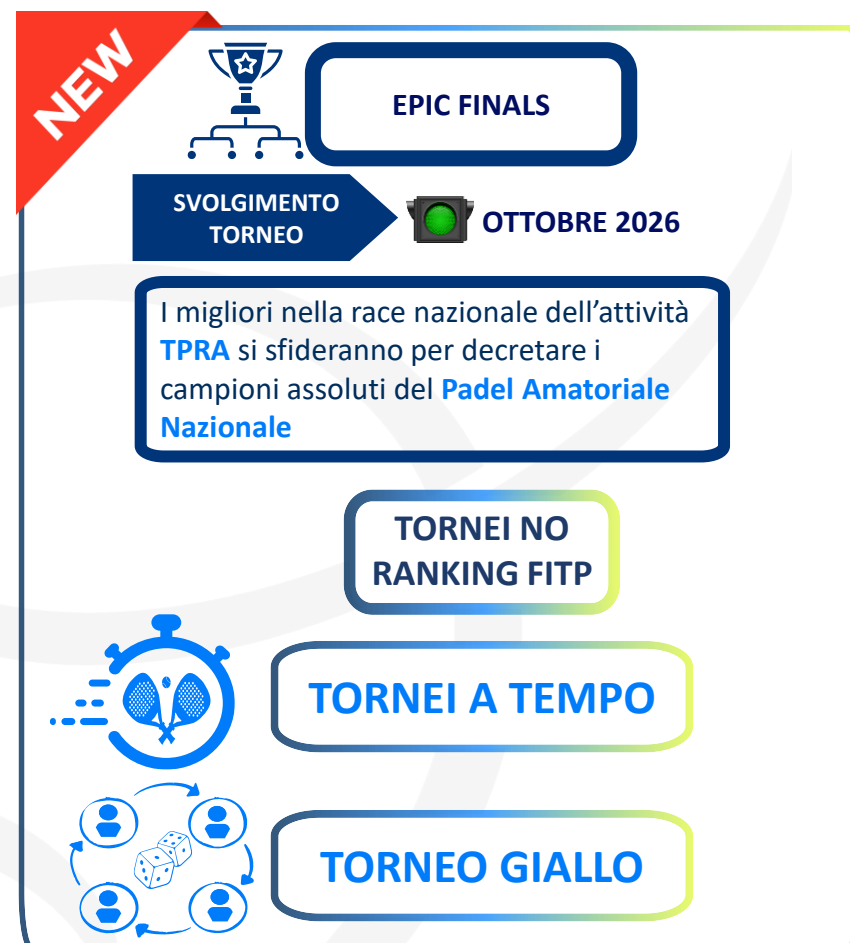 NEW
EPIC FINALS
SVOLGIMENTO
TORNEO
OTTOBRE 2026
I migliori nella race nazionale dell’attività
TPRA si sfideranno per decretare i
campioni assoluti del Padel Amatoriale
Nazionale
TORNEI NO
RANKING FITP
TORNEI A TEMPO
TORNEO GIALLO